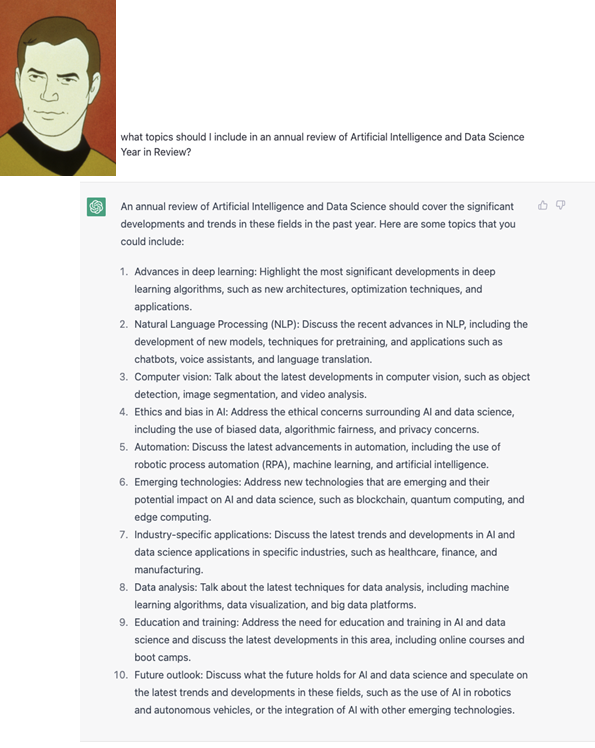 what topics should I include in an annual review of Artificial Intelligence and Data Science
Year in Review?
An annual review of Artificial Intelligence and Data Science should cover the significant
developments and trends in these fields in the past year. Here are some topics that you
could include:
1. Advances in deep learning: Highlight the most significant developments in deep
learning algorithms, such as new architectures, optimization techniques, and
applications.
2. Natural Language Processing (NLP): Discuss the recent advances in NLP, including the
development of new models, techniques for pretraining, and applications such as
chatbots, voice assistants, and language translation.
3. Computer vision: Talk about the latest developments in computer vision, such as object
detection, image segmentation, and video analysis.
4. Ethics and bias in AI: Address the ethical concerns surrounding AI and data science,
including the use of biased data, algorithmic fairness, and privacy concerns.
5. Automation: Discuss the latest advancements in automation, including the use of
robotic process automation (RPA), machine learning, and artificial intelligence.
6. Emerging technologies: Address new technologies that are emerging and their
potential impact on AI and data science, such as blockchain, quantum computing, and
edge computing.
7. Industry-specific applications: Discuss the latest trends and developments in AI and
data science applications in specific industries, such as healthcare, finance, and
manufacturing.
8. Data analysis: Talk about the latest techniques for data analysis, including machine
learning algorithms, data visualization, and big data platforms.
9. Education and training: Address the need for education and training in AI and data
science and discuss the latest developments in this area, including online courses and
boot camps.
10. Future outlook: Discuss what the future holds for AI and data science and speculate on
the latest trends and developments in these fields, such as the use of AI in robotics
and autonomous vehicles, or the integration of AI with other emerging technologies.